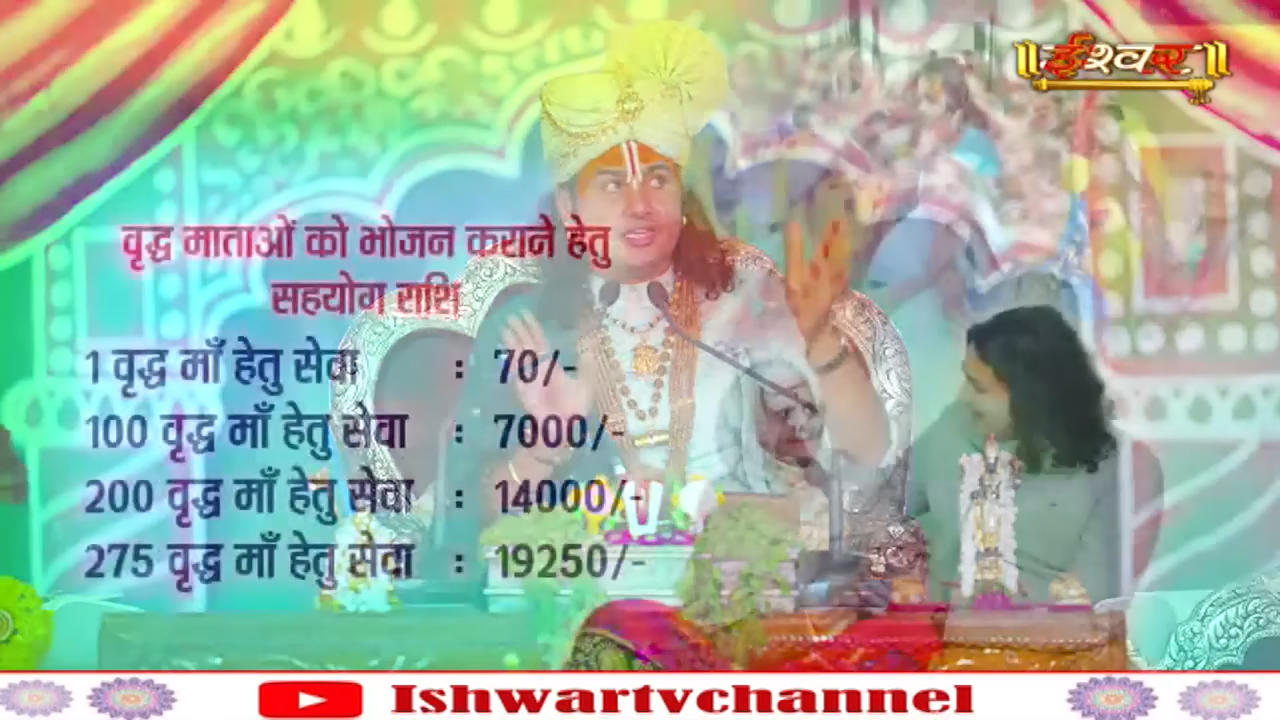 ॥ईश्वर॥
वृद्ध माताओं को भोजन कराने हेतु
सहयोग राशि
1 वृद्ध माँ हेतु सेवा : 70/-
100 वृद्ध माँ हेतु सेवा : 7000/-
200 वृद्ध माँ हेतु सेवा : 14000/-
275 वृद्ध माँ हेतु सेवा : 19250/-
Ishwartvchannel